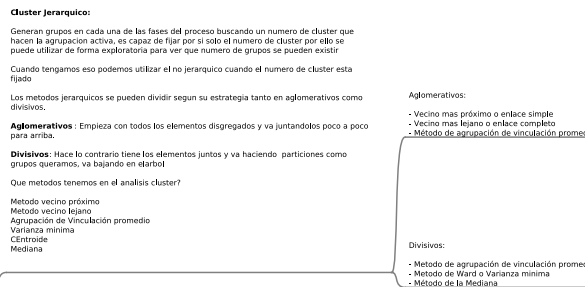 Cluster Jerarquico:
Generan grupos en cada una de las fases del proceso buscando un numero de cluster que
hacen la agrupacion activa, es capaz de fijar por si solo el numero de cluster por ello se
puede utilizar de forma exploratoria para ver que numero de grupos se pueden existir
Cuando tengamos eso podemos utilizar el no jerarquico cuando el numero de cluster esta
fijado
Los metodos jerarquicos se pueden dividir segun su estrategia tanto en aglomerativos como
divisivos.
Aglomerativos : Empieza con todos los elementos disgregados y va juntandolos poco a poco
para arriba.
Divisivos: Hace lo contrario tiene los elementos juntos y va haciendo particiones como
grupos queramos, va bajando en elarbol
Que metodos tenemos en el analisis cluster?
Metodo vecino próximo
Metodo vecino lejano
Agrupación de Vinculación promedio
Varianza minima
CEntroide
Mediana
Aglomerativos:
- Vecino mas próximo o enlace simple
- Vecino mas lejano o enlace completo
- Método de agrupación de vinculación
Divisivos:
- Metodo de agrupación de vinculación
- Metodo de Ward o Varianza minima
- Método de la Mediana